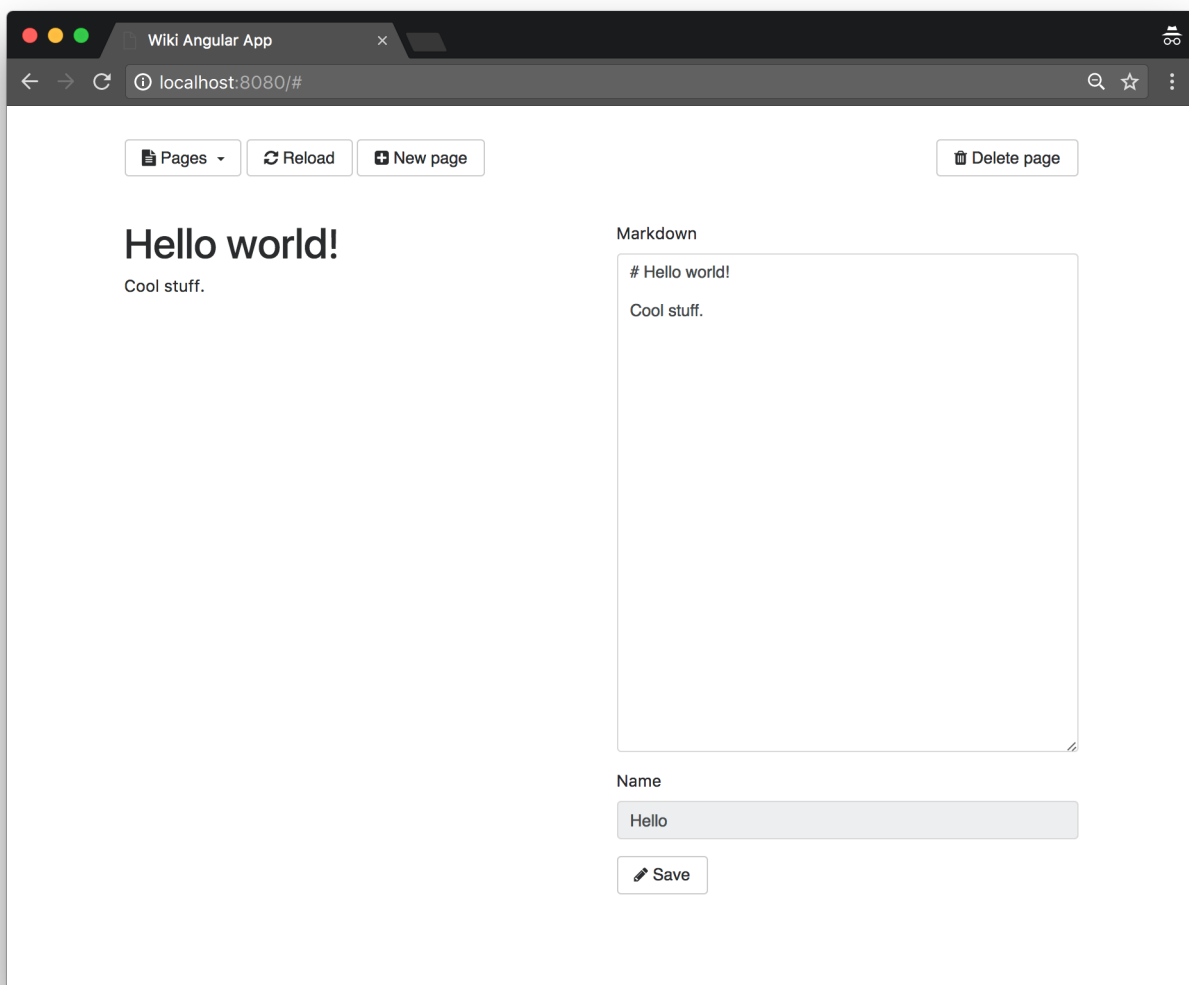 Wiki Angular App
localhost:8080/#
Pages Reload New page Delete page
Hello world!
Cool stuff.
Markdown
# Hello world!
Cool stuff.
Name
Hello
Save